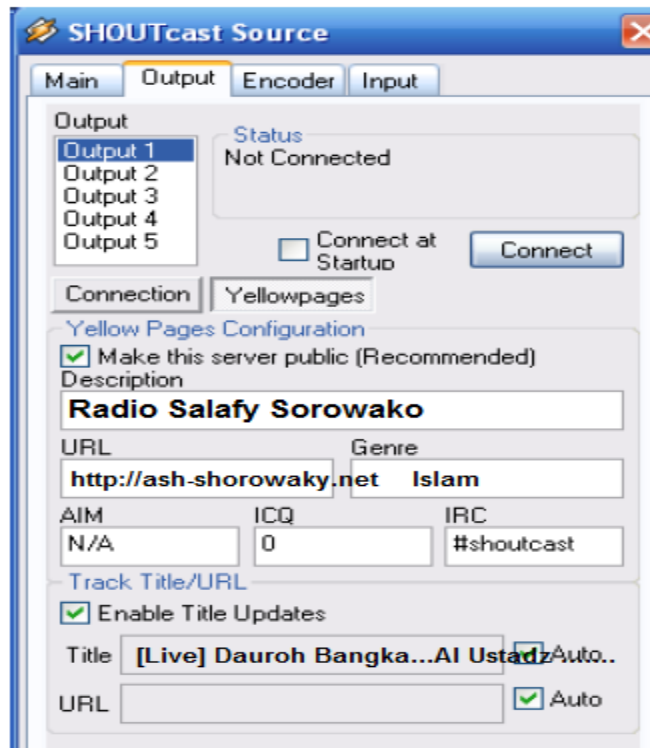 SHOUTcast Source
Main Output Encoder Input
Output
Output 1
Output 2
Output 3
Output 4
Output 5
Status
Not Connected
Connect at
Startup
Connect
Connection Yellowpages
Yellow Pages Configuration
Make this server public (Recommended)
Description
Radio Salafy Sorowako
URL Genre
http://ash-shorowaky.net Islam
AIM ICQ IRC
N/A 0 #shoutcast
Track Title/URL
Enable Title Updates
Title [Live] Dauroh Bangka...Al Ustadz...... Auto
URL Auto